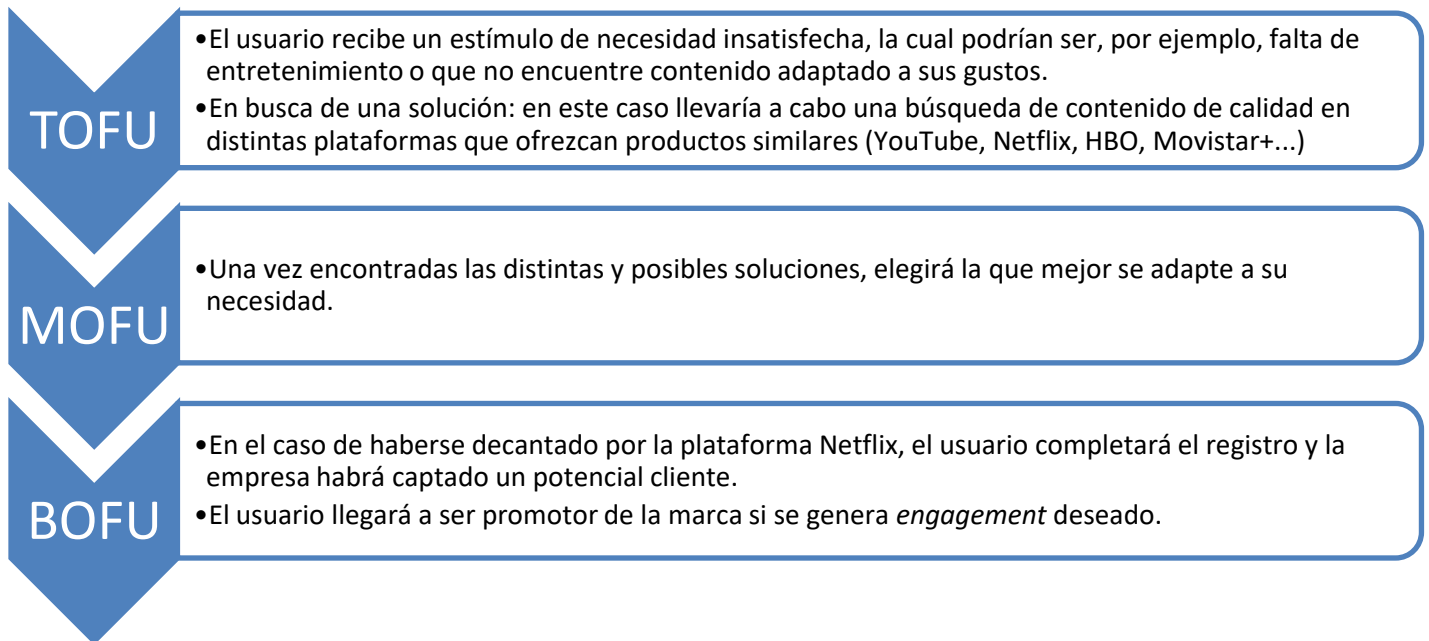 TOFU
•El usuario recibe un estímulo de necesidad insatisfecha, la cual podrían ser, por ejemplo, falta de
entretenimiento o que no encuentre contenido adaptado a sus gustos.
•En busca de una solución: en este caso llevaría a cabo una búsqueda de contenido de calidad en
distintas plataformas que ofrezcan productos similares (YouTube, Netflix, HBO, Movistar+...)
MOFU
•Una vez encontradas las distintas y posibles soluciones, elegirá la que mejor se adapte a su
necesidad.
BOFU
•En el caso de haberse decantado por la plataforma Netflix, el usuario completará el registro y la
empresa habrá captado un potencial cliente.
•El usuario llegará a ser promotor de la marca si se genera engagement deseado.